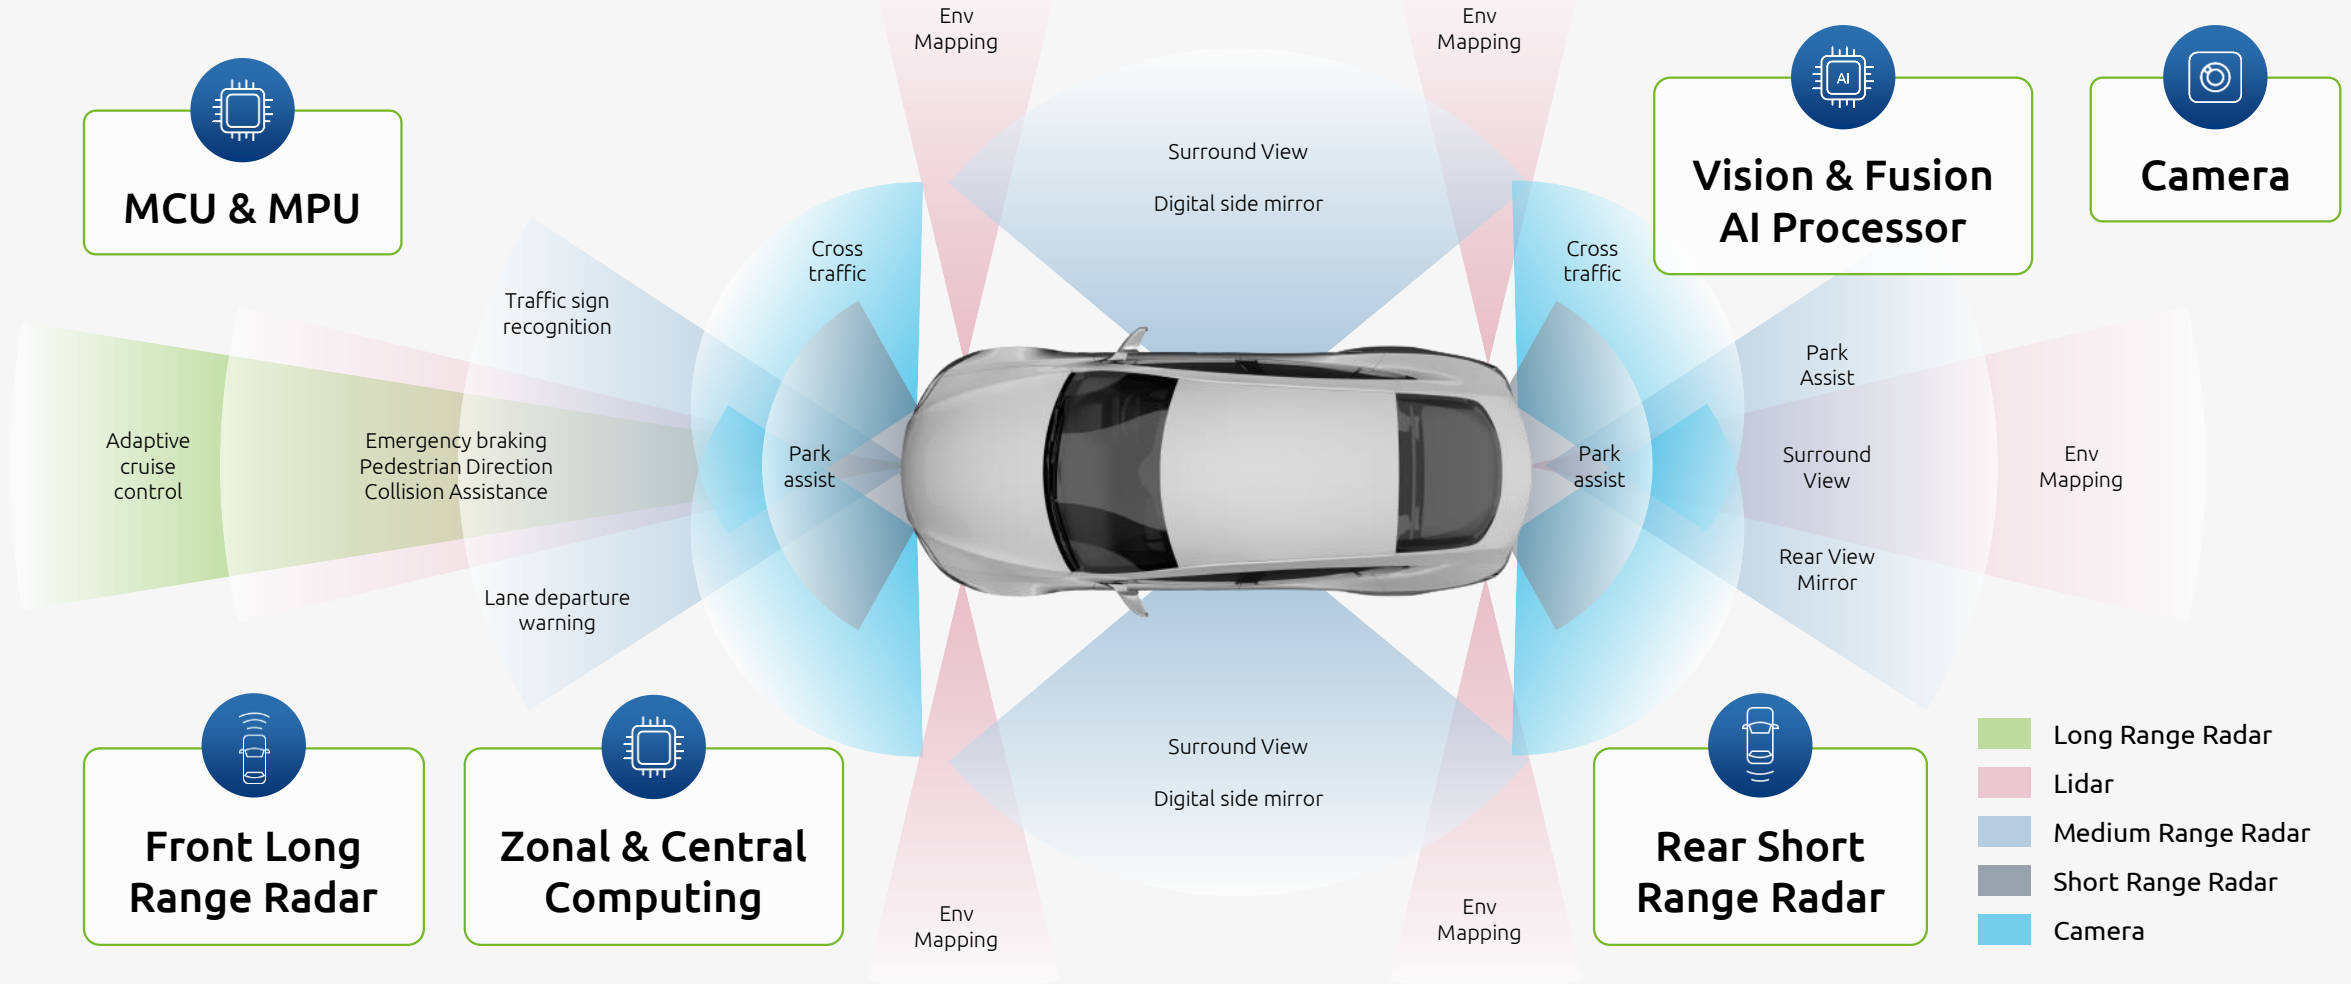 Env
Mapping
Env
Mapping
MCU & MPU
Vision & Fusion
AI Processor
AI
Camera
Surround View
Digital side mirror
Cross
traffic
Cross
traffic
Traffic sign
recognition
Park
Assist
Adaptive
cruise
control
Emergency braking
Pedestrian Direction
Collision Assistance
Park
assist
Park
assist
Surround
View
Env
Mapping
Rear View
Mirror
Lane departure
warning
Surround View
Digital side mirror
Front Long
Range Radar
Zonal & Central
Computing
Env
Mapping
Env
Mapping
Rear Short
Range Radar
Long Range Radar
Lidar
Medium Range Radar
Short Range Radar
Camera